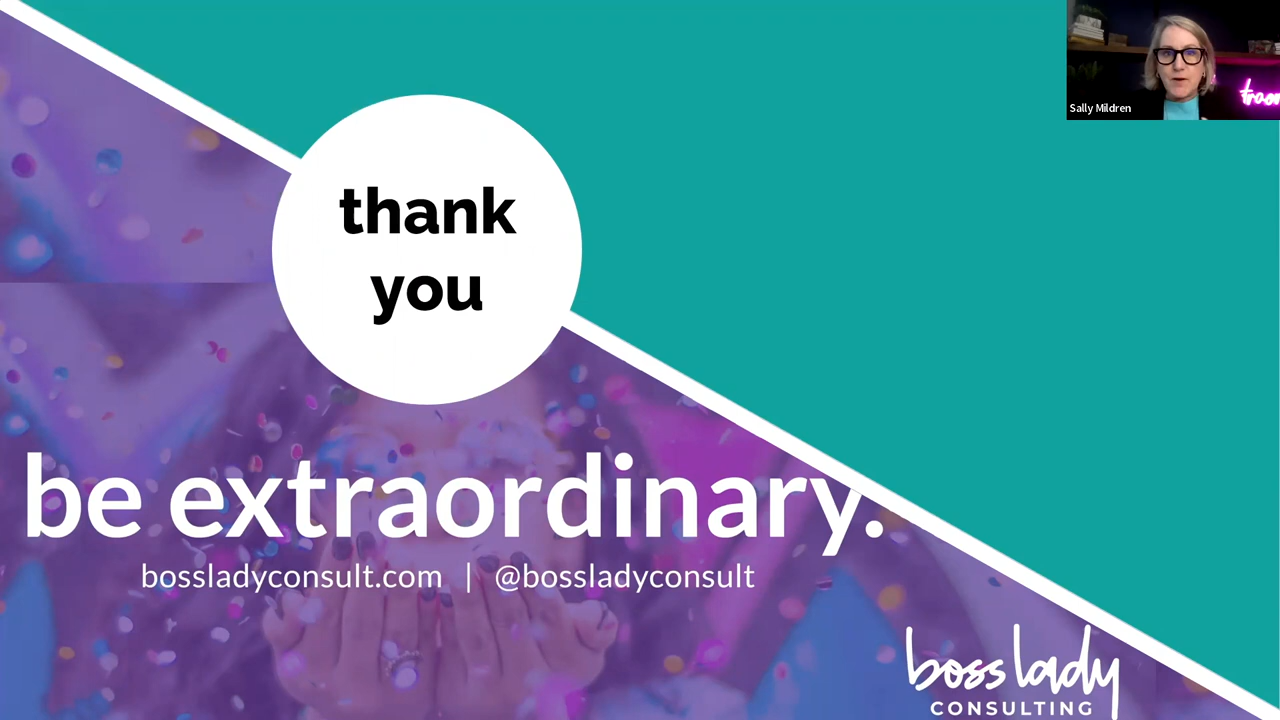 Sally Mildren
thank
you
be extraordinary.
bossladyconsult.com | @bossladyconsult
boss lady
CONSULTING